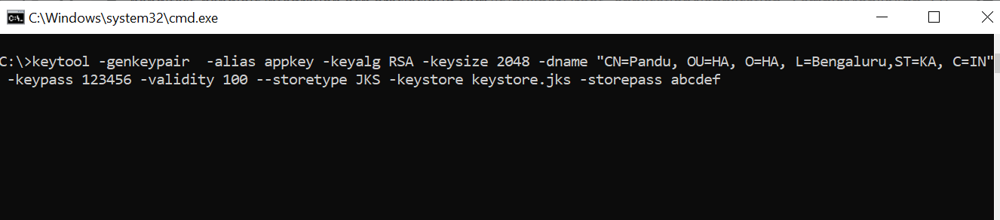 C:\Windows\system32\cmd.exe
C:\>keytool -genkeypair  -alias appkey -keyalg RSA -keysize 2048 -dname "CN=Pandu, OU=HA, O=HA, L=Bengaluru,ST=KA, C=IN"
 -keypass 123456 -validity 100 --storetype JKS -keystore keystore.jks -storepass abcdef